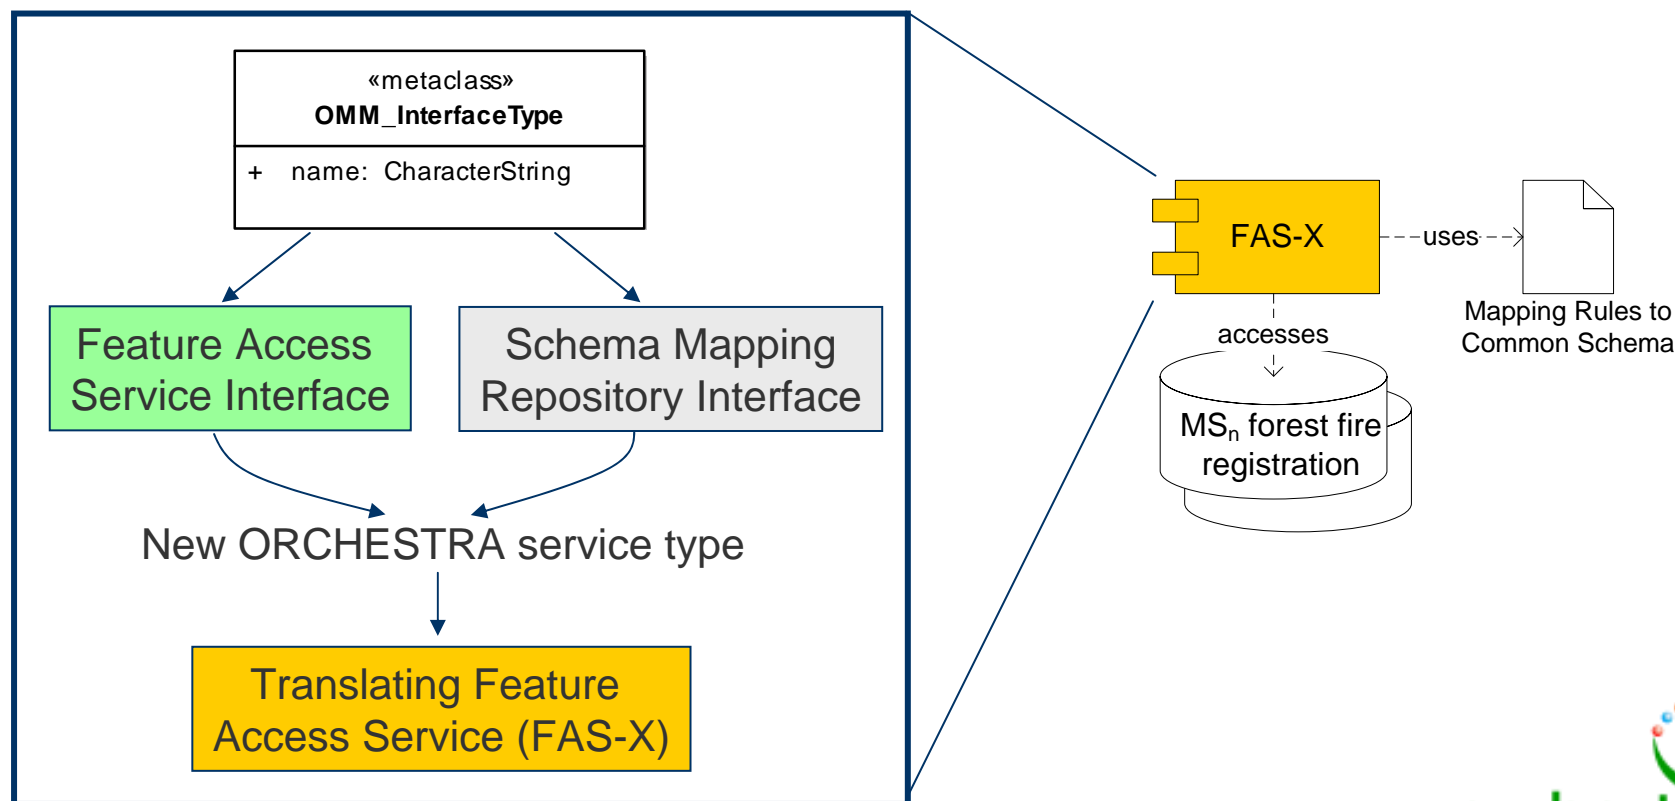 «metaclass»
OMM_InterfaceType
+ name: CharacterString
Feature Access
Service Interface
Schema Mapping
Repository Interface
New ORCHESTRA service type
Translating Feature
Access Service (FAS-X)
FAS-X
uses
Mapping Rules to
Common Schema
accesses
MSn forest fire
registration